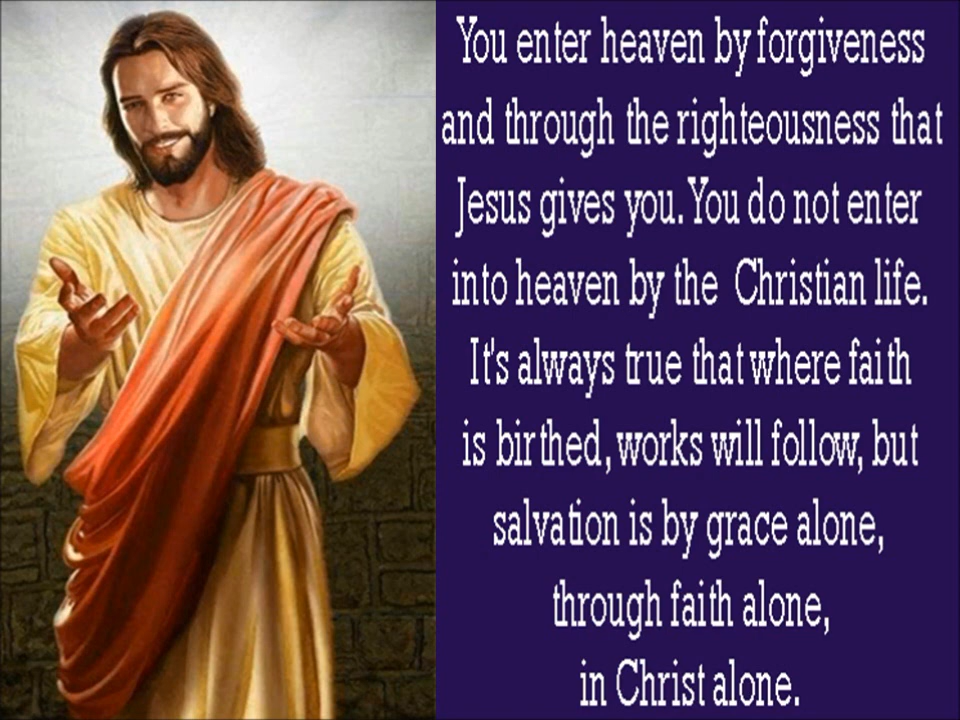 You enter heaven by forgiveness
and through the righteousness that
Jesus gives you. You do not enter
into heaven by the Christian life.
It's always true that where faith
is birthed, works will follow, but
salvation is by grace alone,
through faith alone,
in Christ alone.